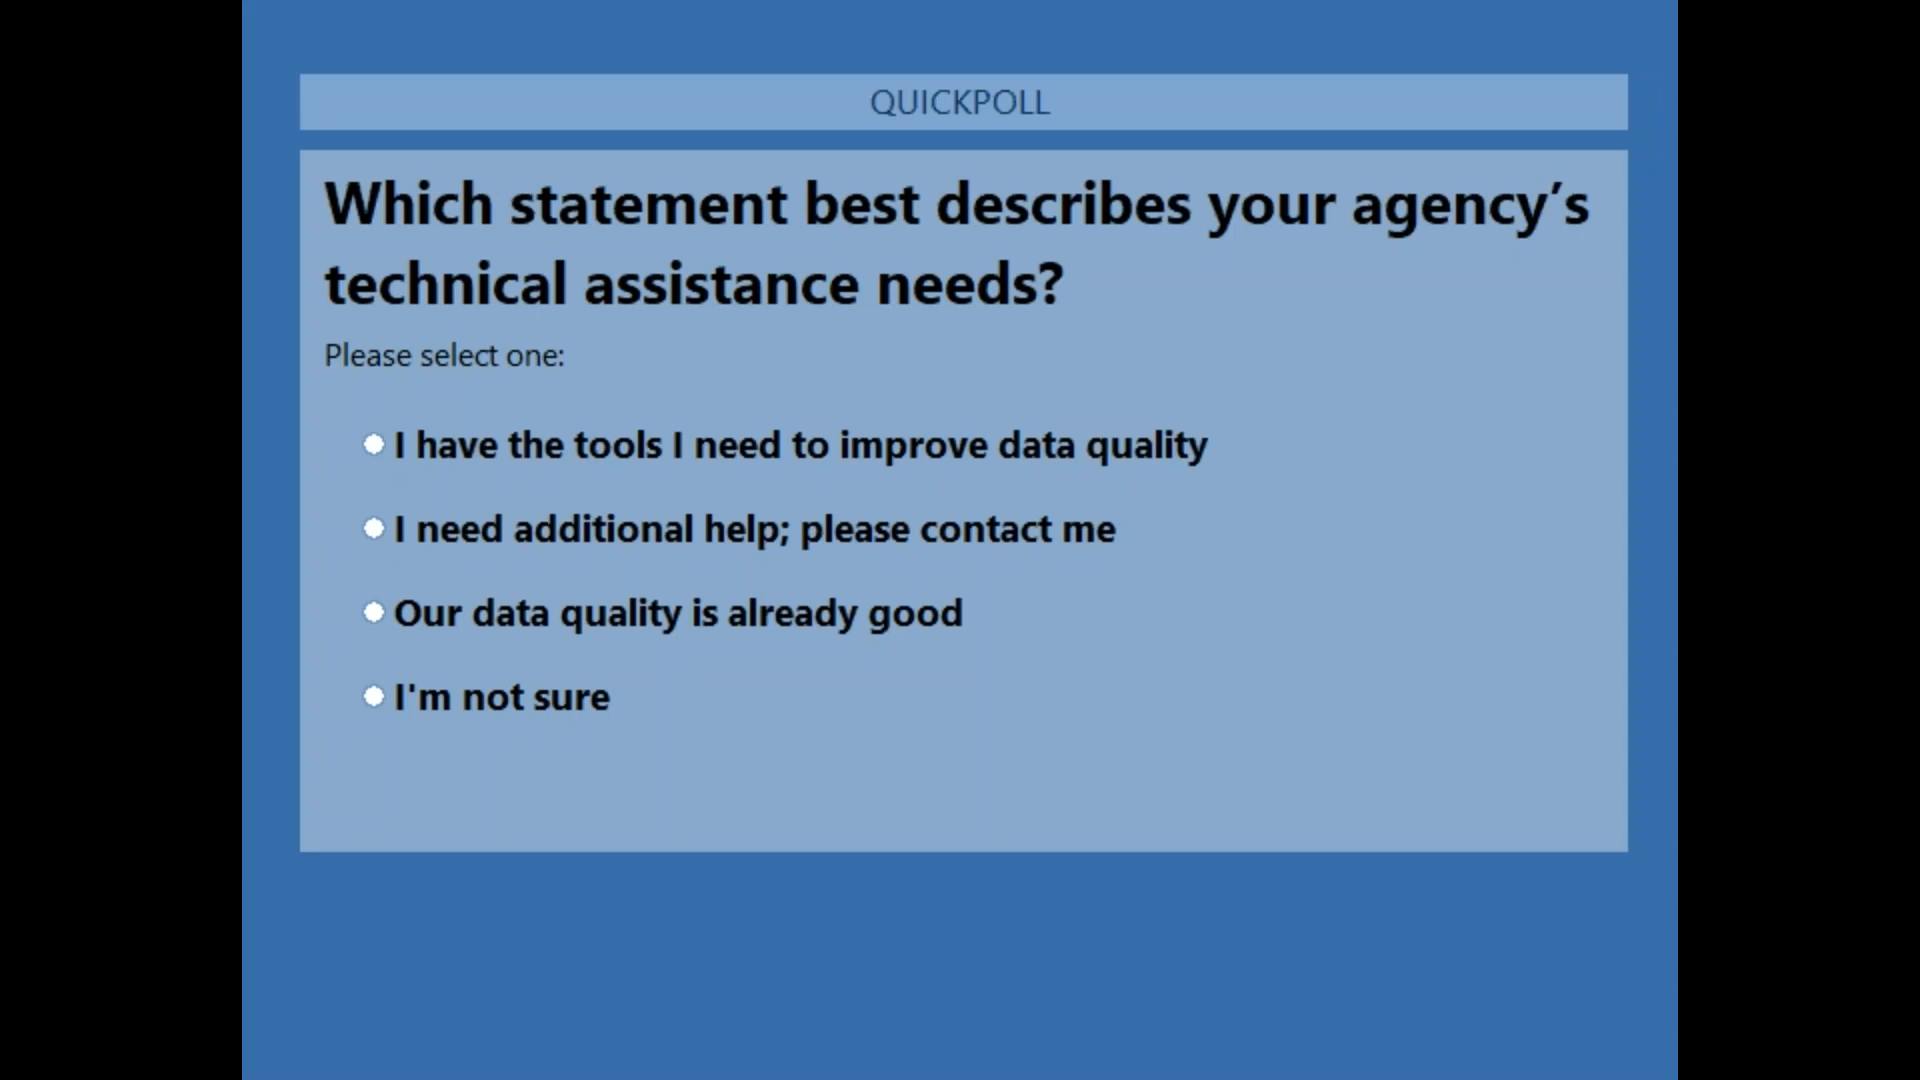 QUICKPOLL
Which statement best describes your agency’s
technical assistance needs?
Please select one:
I have the tools I need to improve data quality
I need additional help; please contact me
Our data quality is already good
I'm not sure